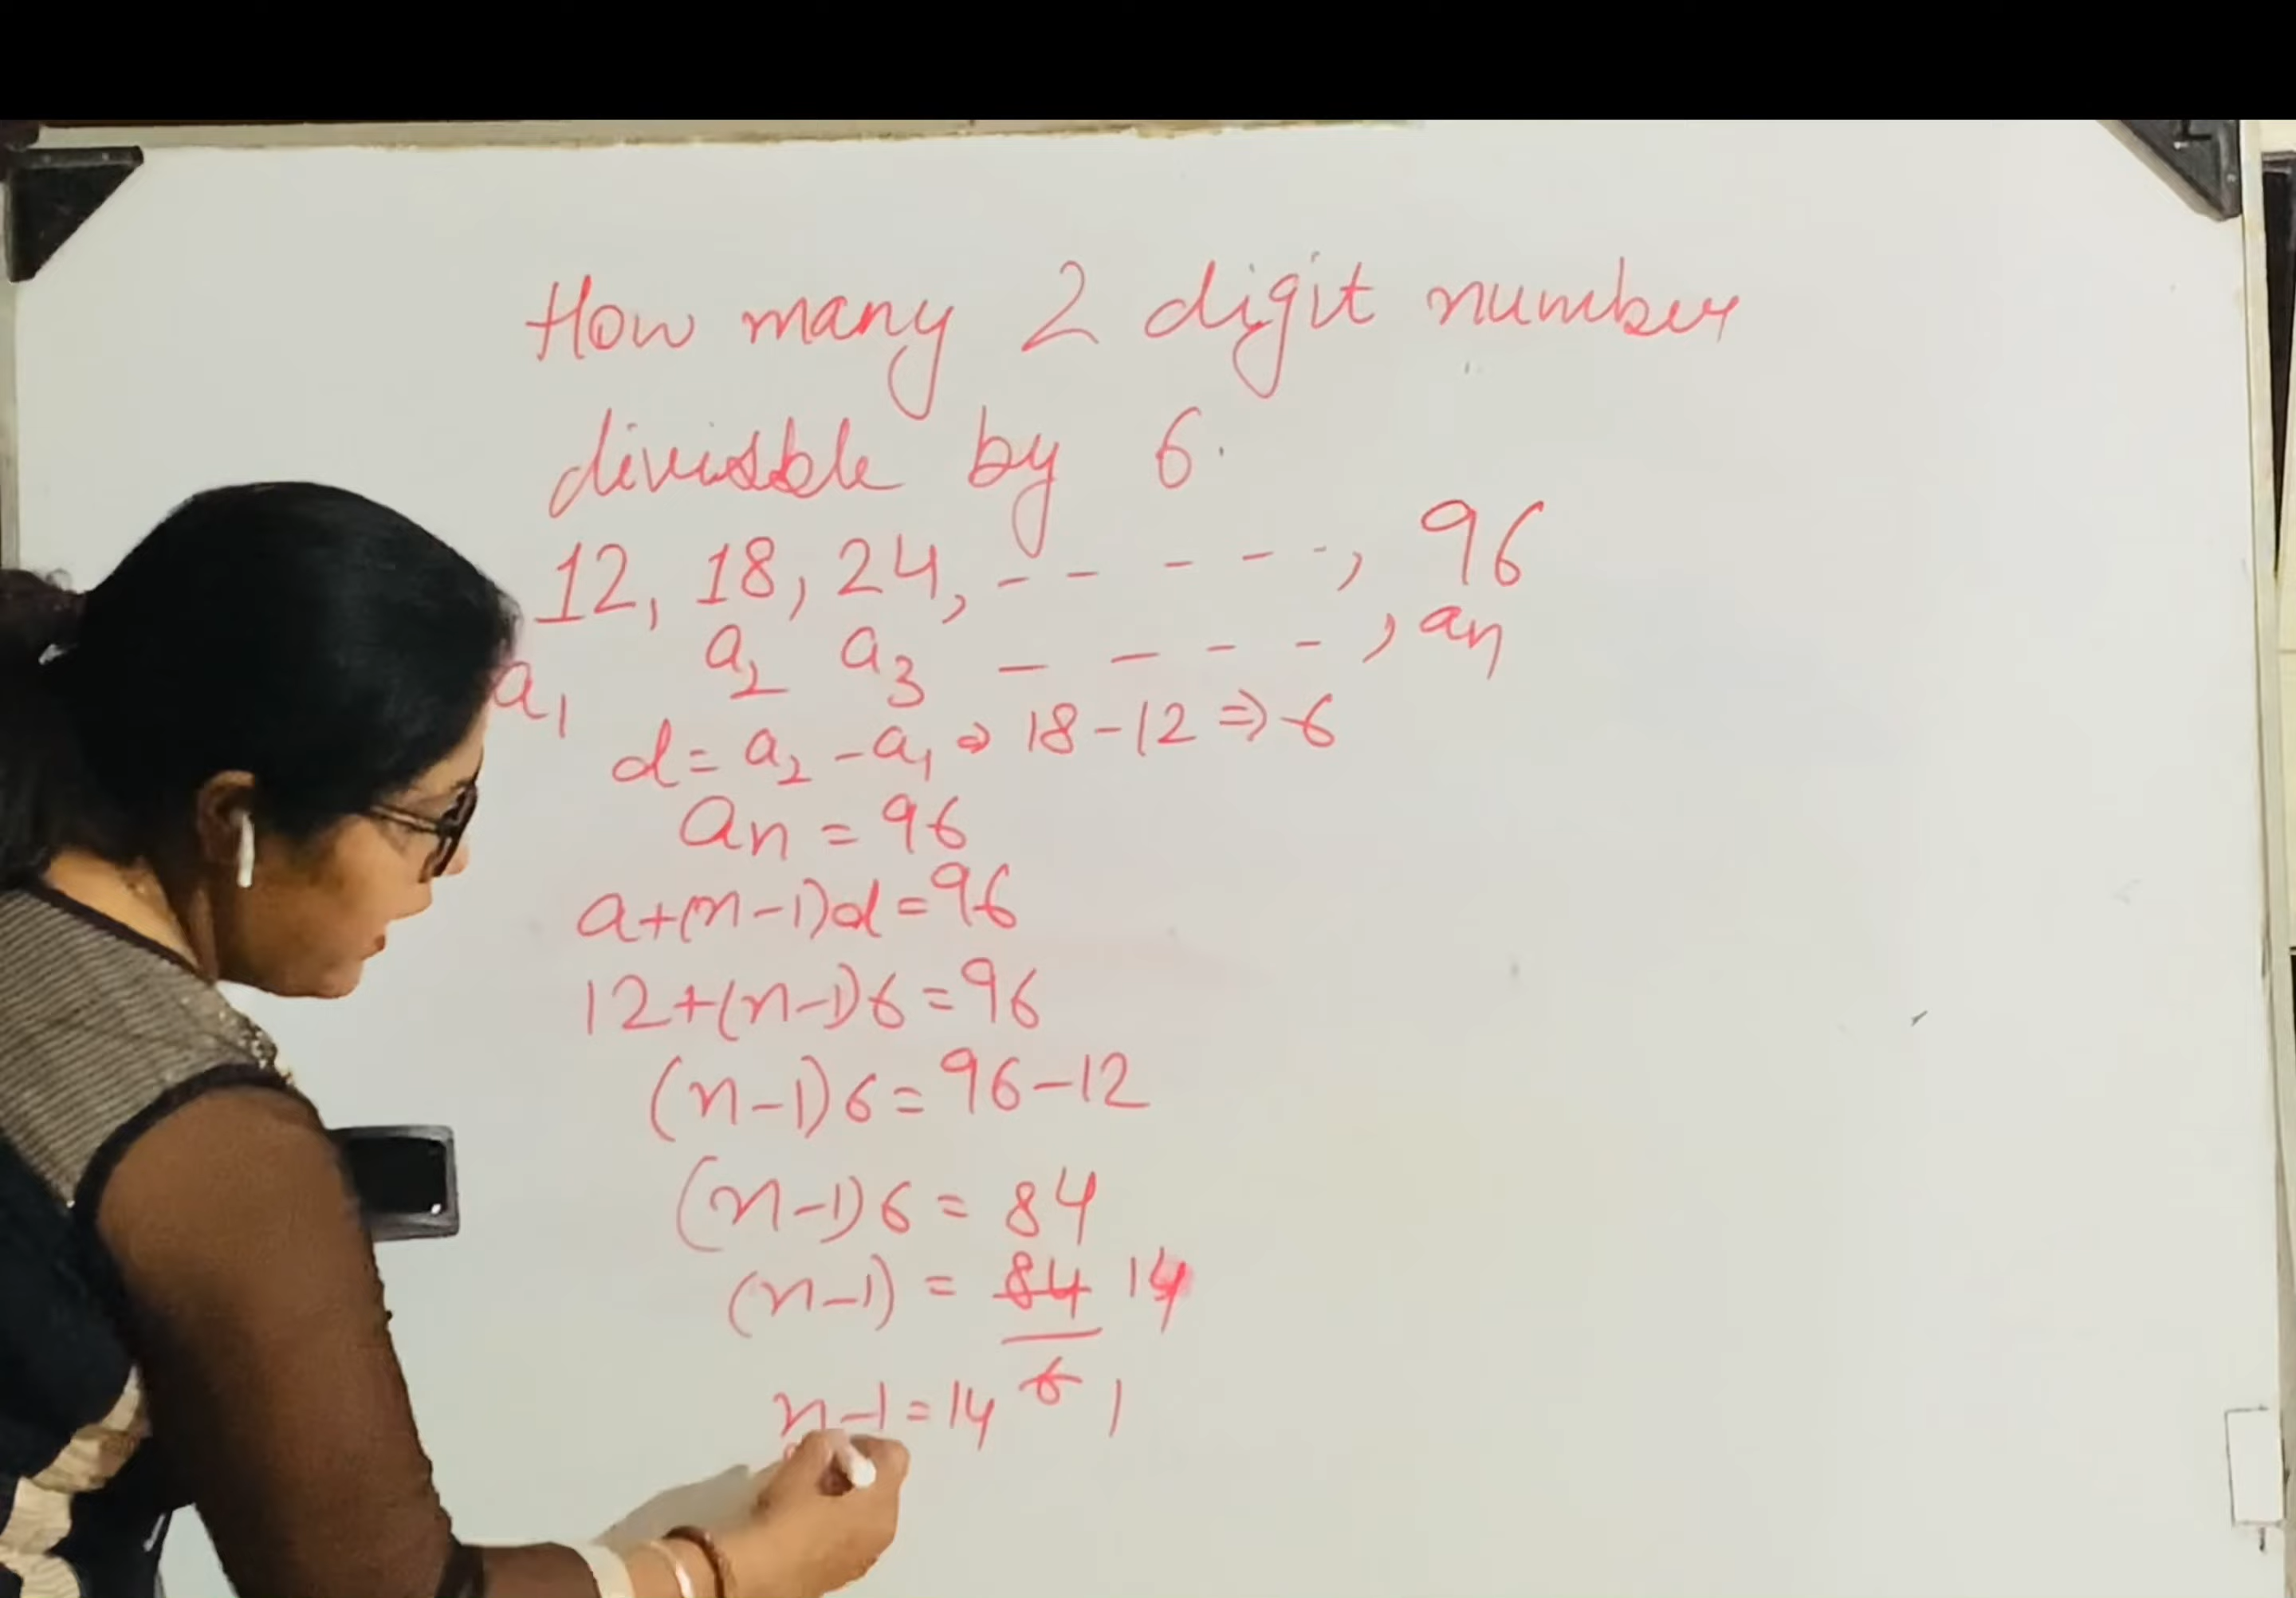 How many 2 digit number
divisible by 6.
12, 18, 24, - - - - -, 96
a1 a2 a3 - - - - , an
d = a2 - a1 ⇒ 18 - 12 ⇒ 6
an = 96
a+(n-1)d = 96
12+(n-1)6 = 96
(n-1)6 = 96-12
(n-1)6 = 84
(n-1) = 84/6 14
n-1 = 14 1